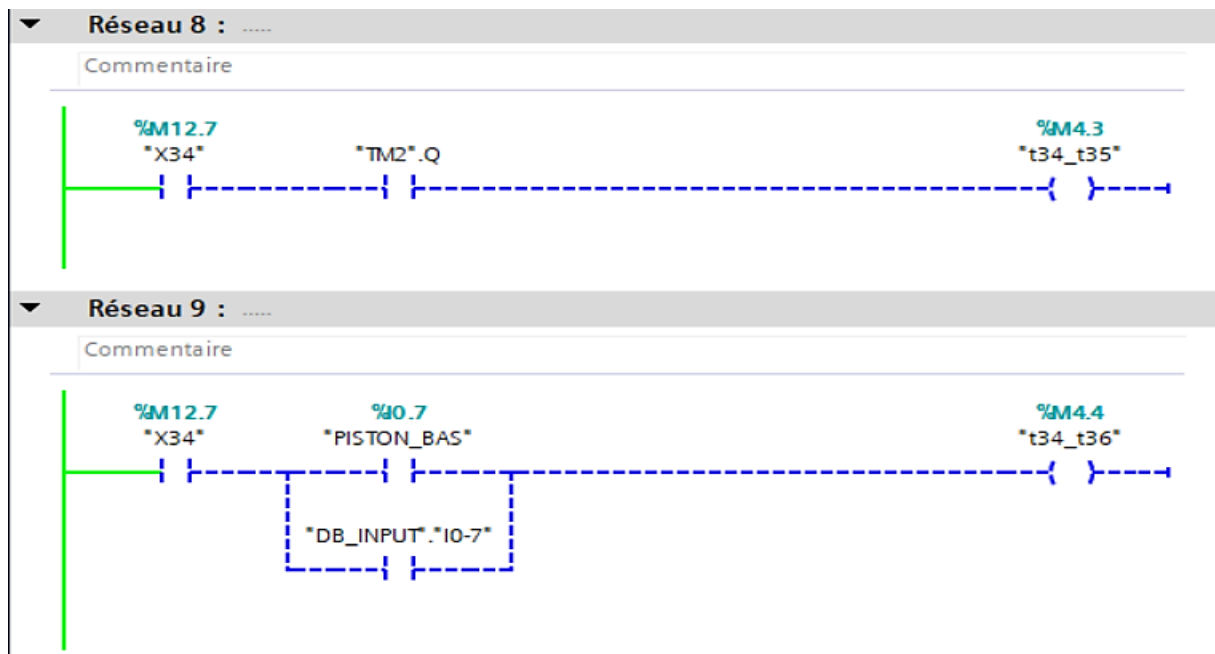 Réseau 8 : .....
Commentaire
%M12.7 %M4.3
"X34" "TM2".Q "t34_t35"
Réseau 9 : .....
Commentaire
%M12.7 %I0.7 %M4.4
"X34" "PISTON_BAS" "t34_t36"
"DB_INPUT"."I0-7"